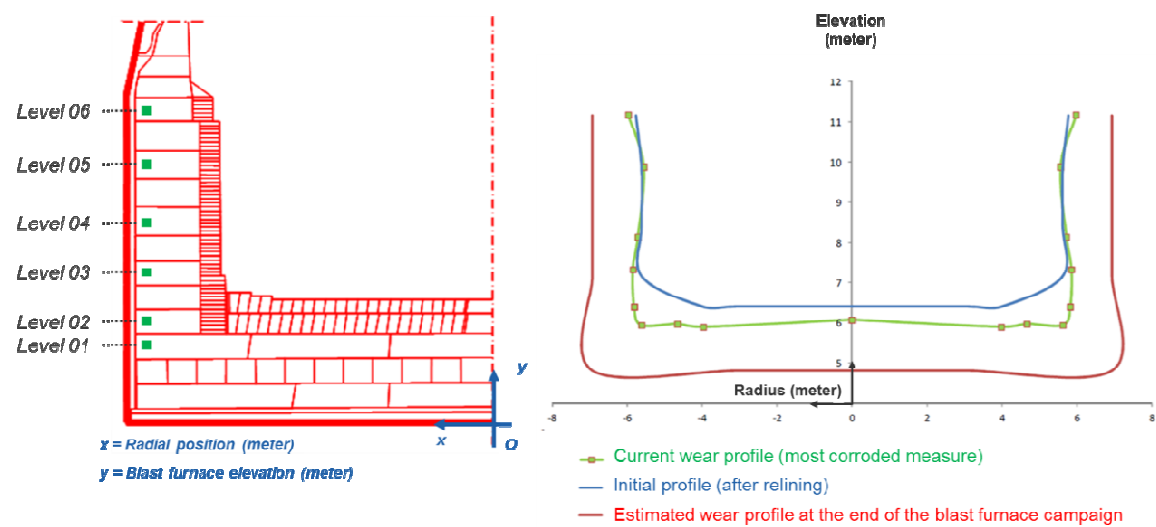 Level 06
Level 05
Level 04
Level 03
Level 02
Level 01
y
x
O
x = Radial position (meter)
y = Blast furnace elevation (meter)
Elevation
(meter)
12
11
10
9
8
7
6
5
Radius (meter)
-8
-6
-4
-2
0
2
4
6
8
Current wear profile (most corroded measure)
Initial profile (after relining)
Estimated wear profile at the end of the blast furnace campaign